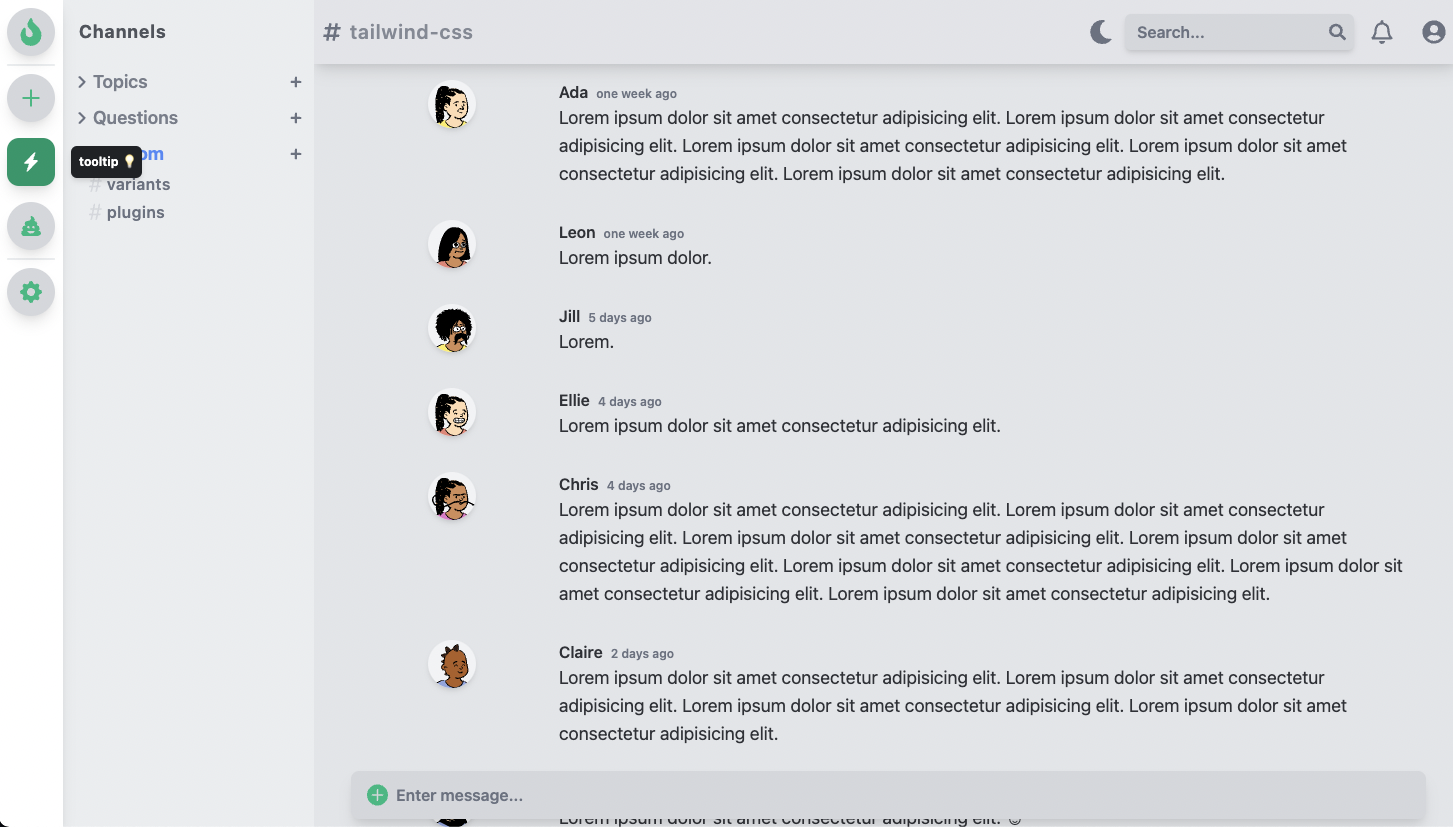 Channels
# tailwind-css
Search...
Topics +
Questions +
tooltip 💡
om +
# variants
# plugins
Ada one week ago
Lorem ipsum dolor sit amet consectetur adipisicing elit. Lorem ipsum dolor sit amet consectetur
adipisicing elit. Lorem ipsum dolor sit amet consectetur adipisicing elit. Lorem ipsum dolor sit amet
consectetur adipisicing elit. Lorem ipsum dolor sit amet consectetur adipisicing elit.
Leon one week ago
Lorem ipsum dolor.
Jill 5 days ago
Lorem.
Ellie 4 days ago
Lorem ipsum dolor sit amet consectetur adipisicing elit.
Chris 4 days ago
Lorem ipsum dolor sit amet consectetur adipisicing elit. Lorem ipsum dolor sit amet consectetur
adipisicing elit. Lorem ipsum dolor sit amet consectetur adipisicing elit. Lorem ipsum dolor sit amet
consectetur adipisicing elit. Lorem ipsum dolor sit amet consectetur adipisicing elit. Lorem ipsum dolor sit
amet consectetur adipisicing elit. Lorem ipsum dolor sit amet consectetur adipisicing elit.
Claire 2 days ago
Lorem ipsum dolor sit amet consectetur adipisicing elit. Lorem ipsum dolor sit amet consectetur
adipisicing elit. Lorem ipsum dolor sit amet consectetur adipisicing elit. Lorem ipsum dolor sit amet
consectetur adipisicing elit.
Enter message...
Lorem ipsum dolor sit amet consectetur adipisicing elit. ☺